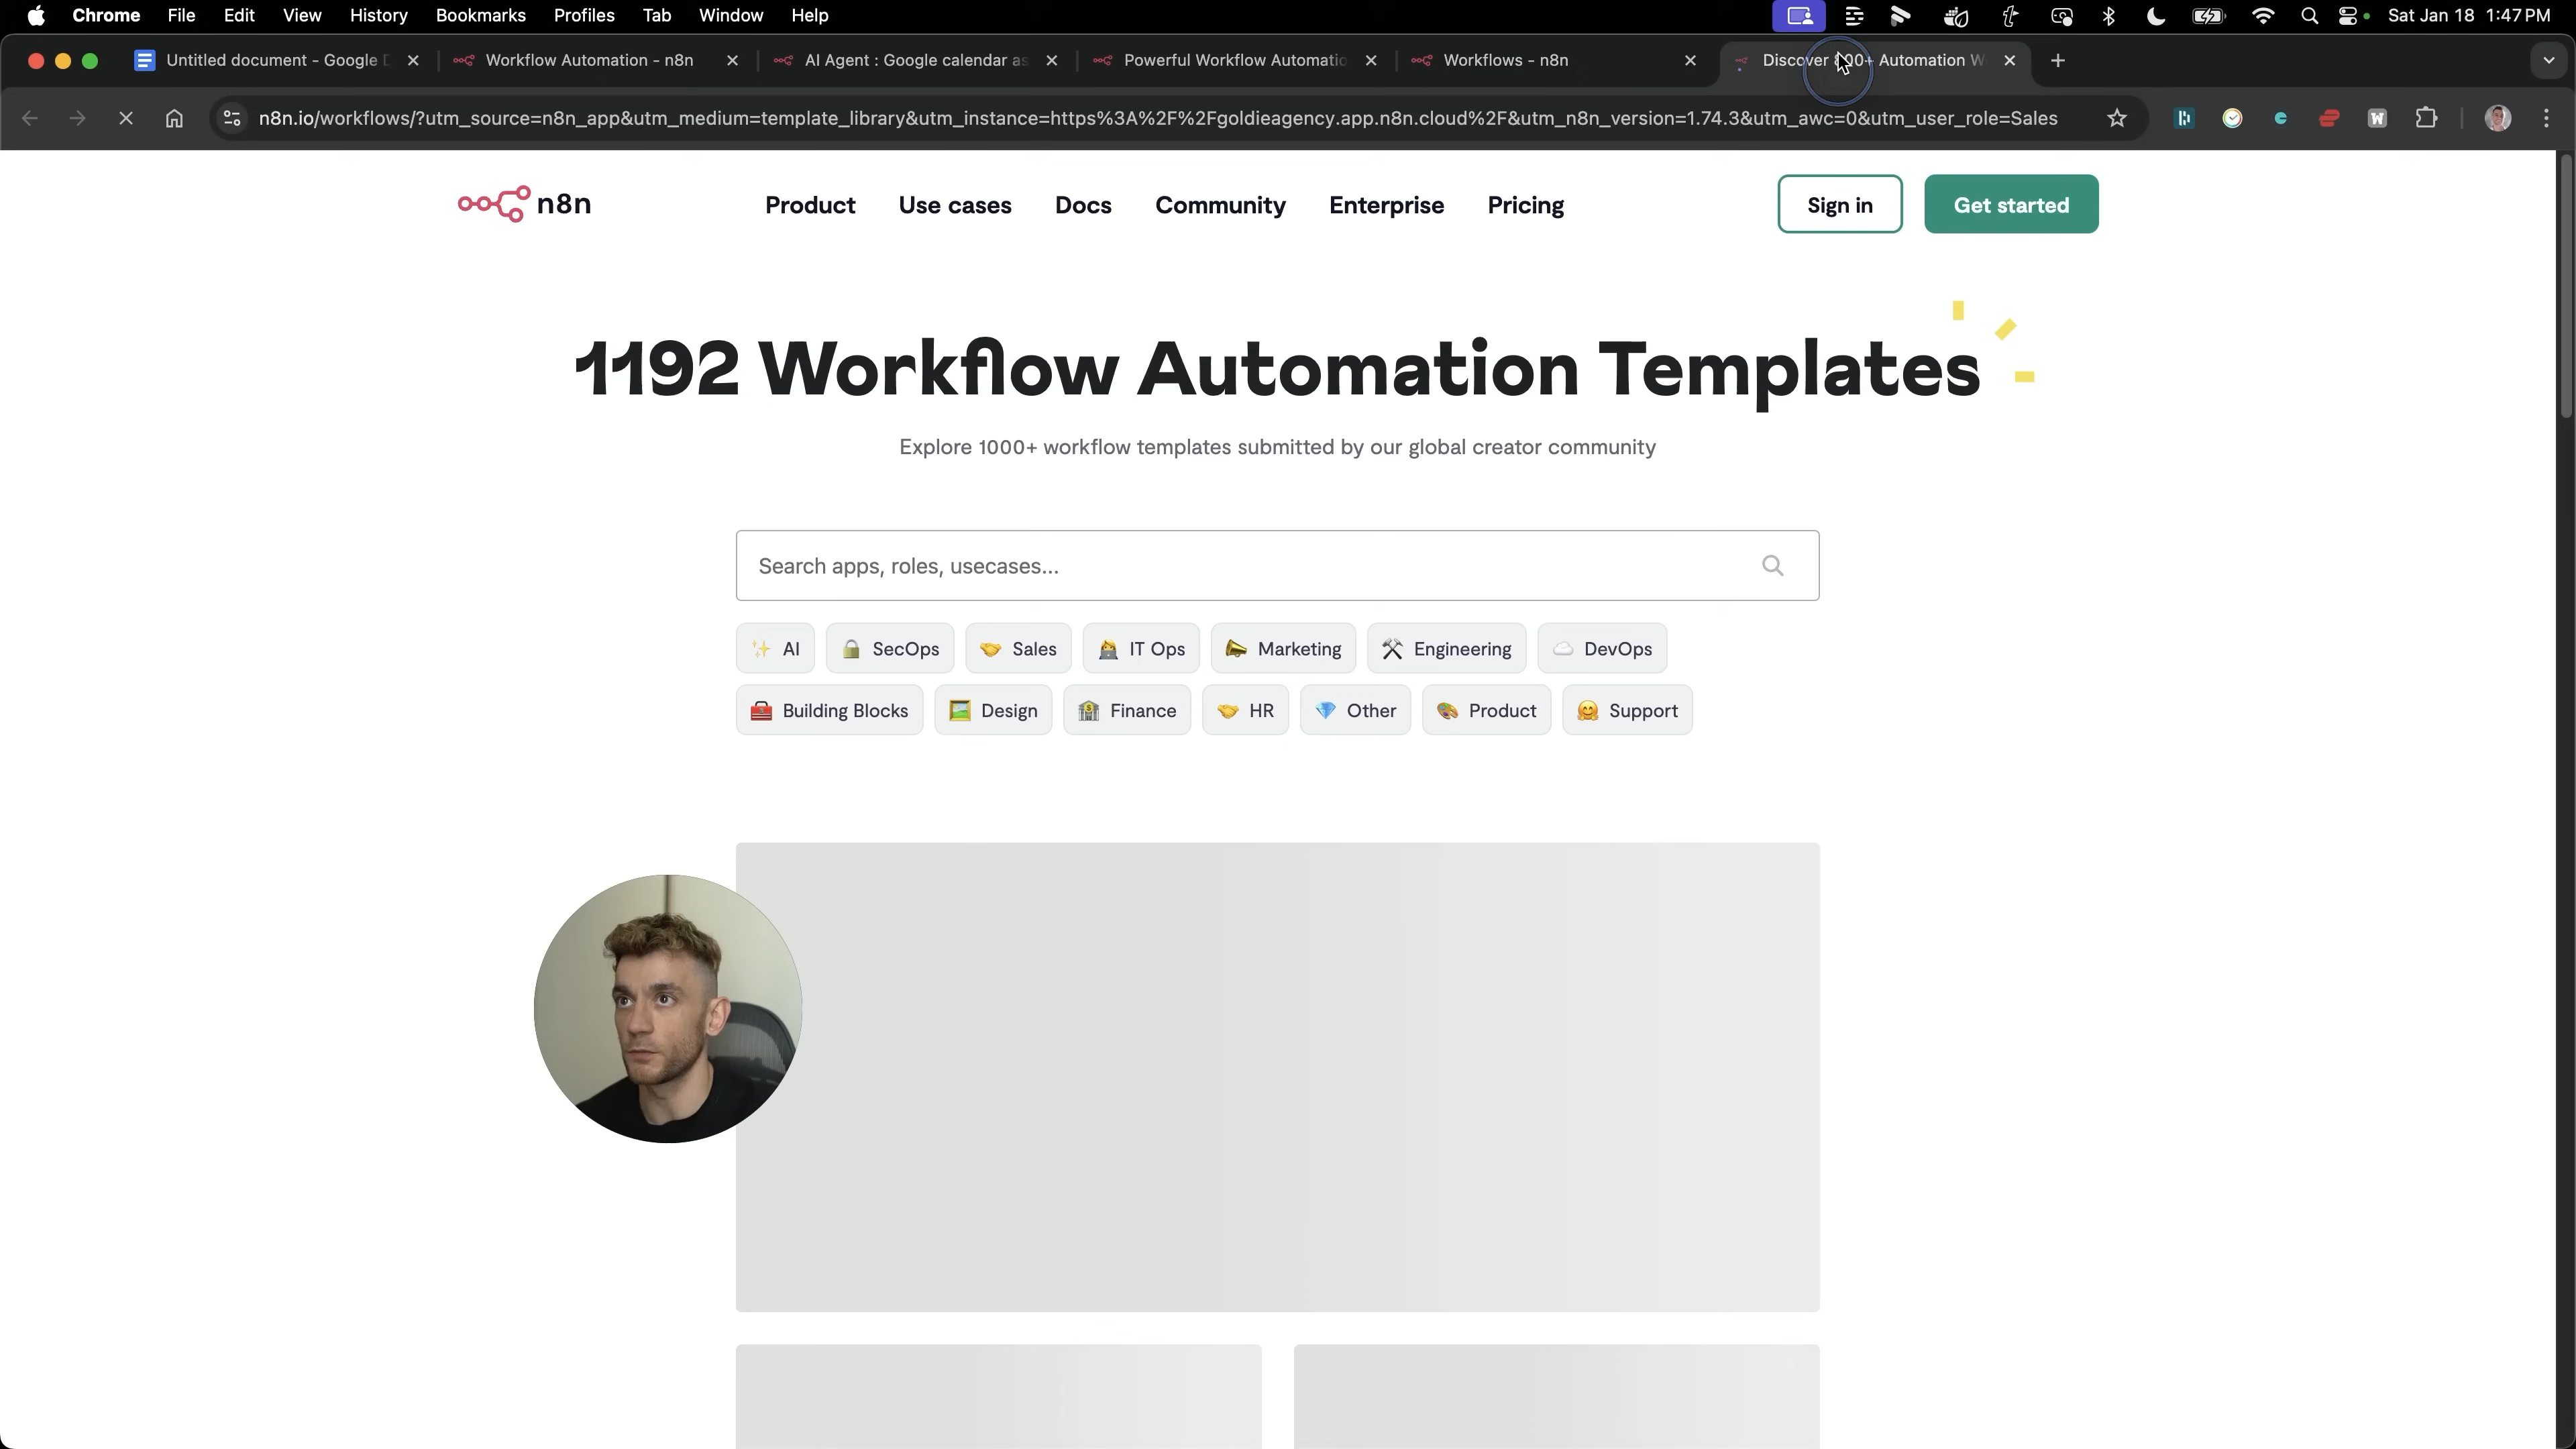 Chrome File Edit View History Bookmarks Profiles Tab Window Help Sat Jan 18 1:47 PM
Untitled document - Google D Workflow Automation - n8n AI Agent : Google calendar as Powerful Workflow Automatio Workflows - n8n Discover 800+ Automation W
n8n.io/workflows/?utm_source=n8n_app&utm_medium=template_library&utm_instance=https%3A%2F%2Fgoldieagency.app.n8n.cloud%2F&utm_n8n_version=1.74.3&utm_awc=0&utm_user_role=Sales
n8n Product Use cases Docs Community Enterprise Pricing Sign in Get started
1192 Workflow Automation Templates
Explore 1000+ workflow templates submitted by our global creator community
Search apps, roles, usecases...
AI SecOps Sales IT Ops Marketing Engineering DevOps
Building Blocks Design Finance HR Other Product Support